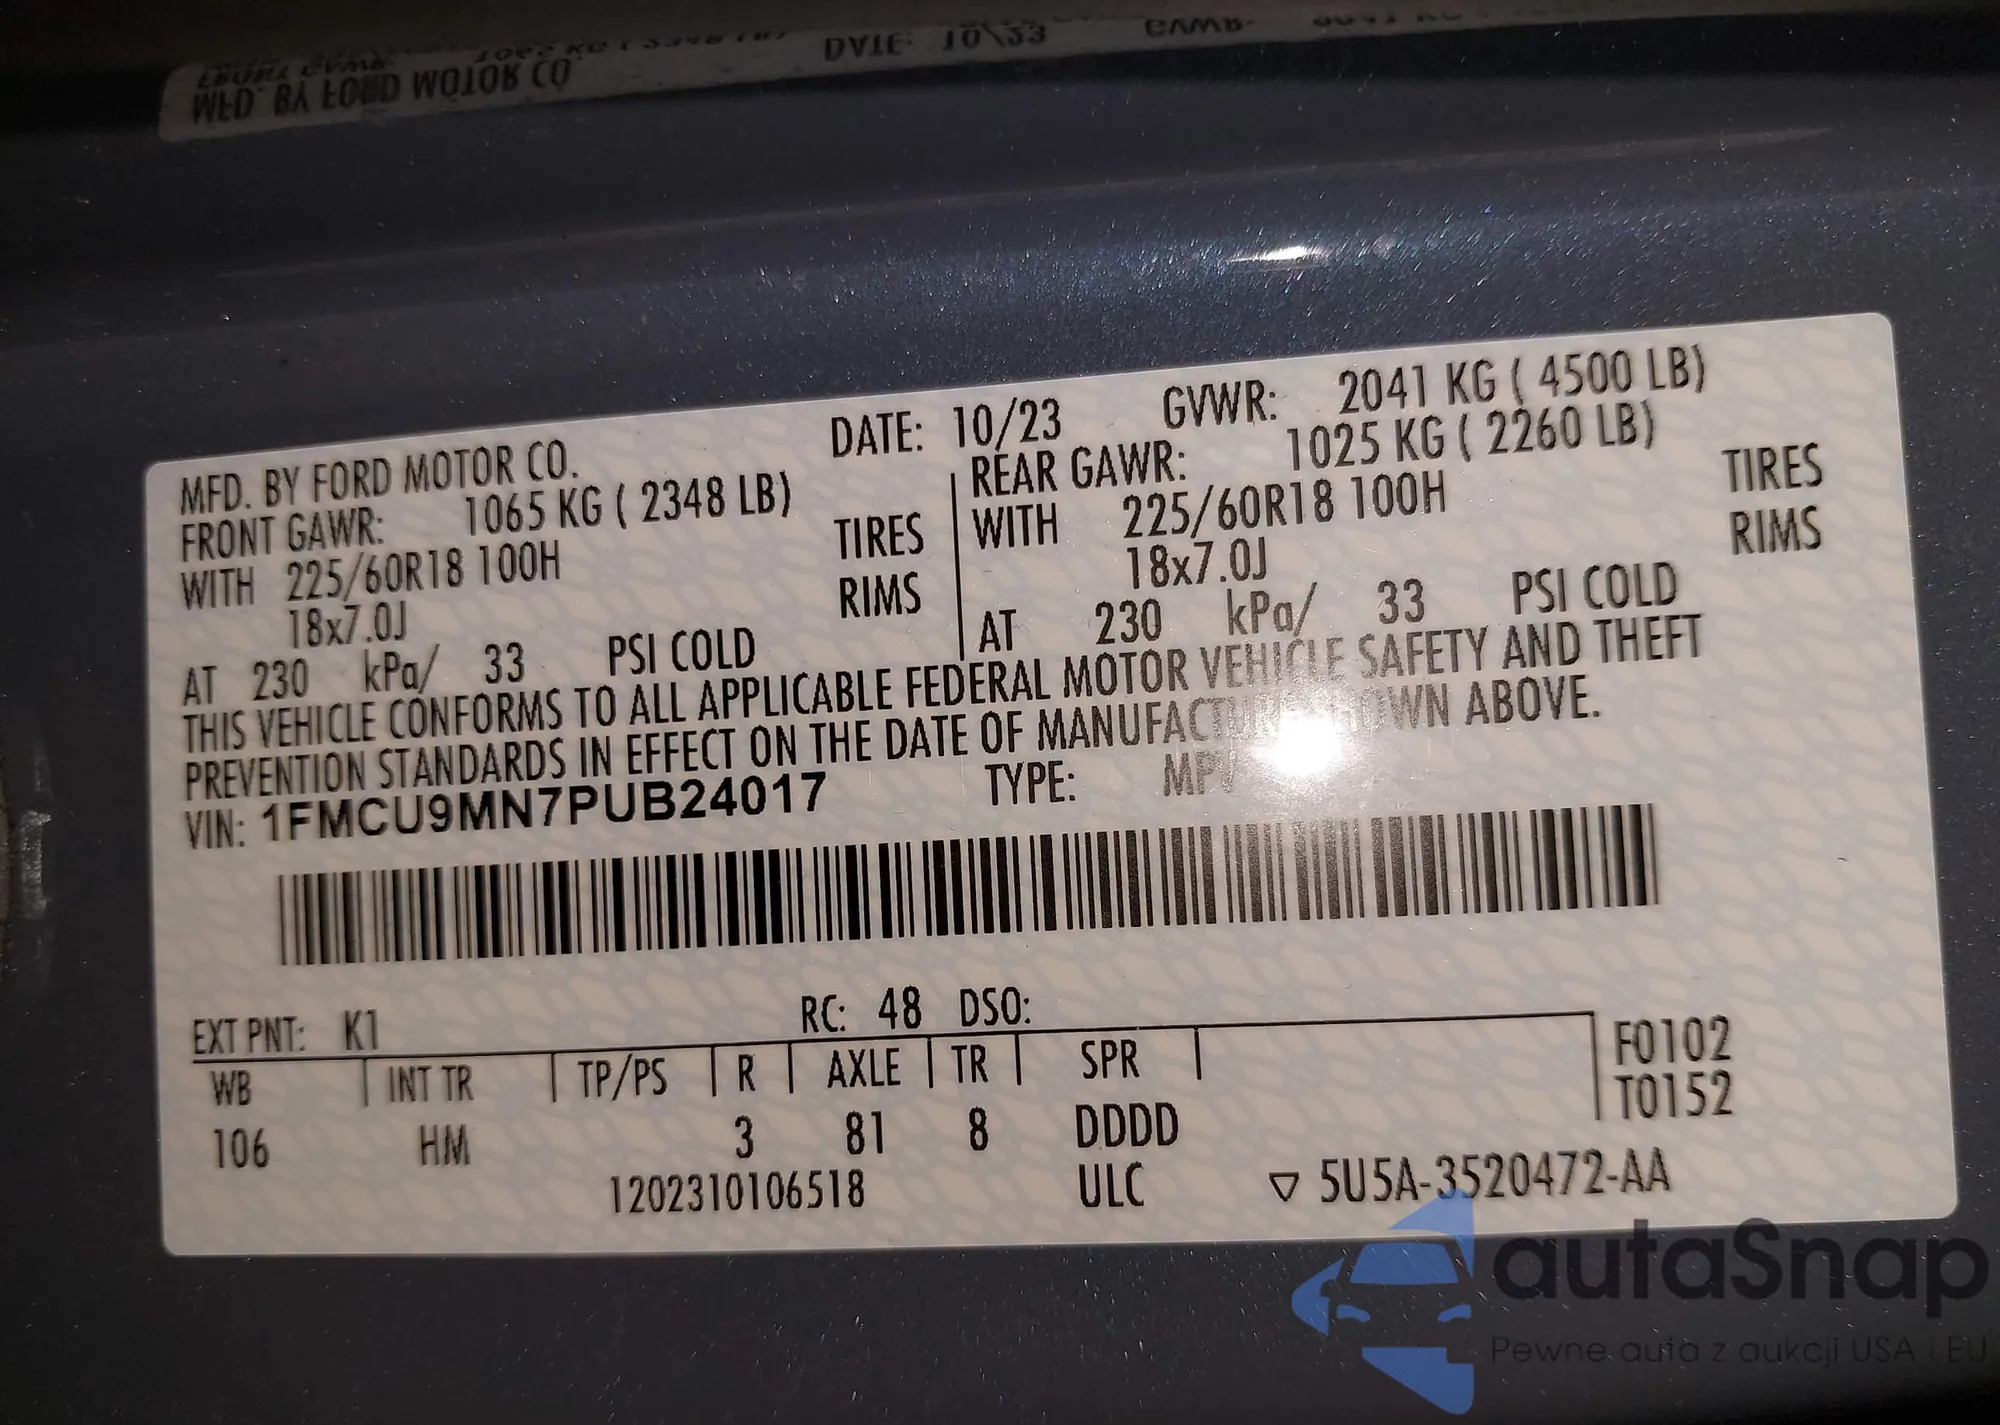 MFD. BY FORD MOTOR CO. DATE: 10/23 GVWR: 2041 KG ( 4500 LB)
FRONT GAWR: 1065 KG ( 2348 LB) REAR GAWR: 1025 KG ( 2260 LB)
WITH 225/60R18 100H TIRES WITH 225/60R18 100H TIRES
18x7.0J RIMS 18x7.0J RIMS
AT 230 kPa/ 33 PSI COLD AT 230 kPa/ 33 PSI COLD
THIS VEHICLE CONFORMS TO ALL APPLICABLE FEDERAL MOTOR VEHICLE SAFETY AND THEFT
PREVENTION STANDARDS IN EFFECT ON THE DATE OF MANUFACTURE SHOWN ABOVE.
VIN: 1FMCU9MN7PUB24017 TYPE: MPV
EXT PNT: K1 RC: 48 DSO:
WB INT TR TP/PS R AXLE TR SPR F0102
106 HM 3 81 8 DDDD T0152
1202310106518 ULC ▽ 5U5A-3520472-AA
autaSnap
Pewne auta z aukcji USA i EU